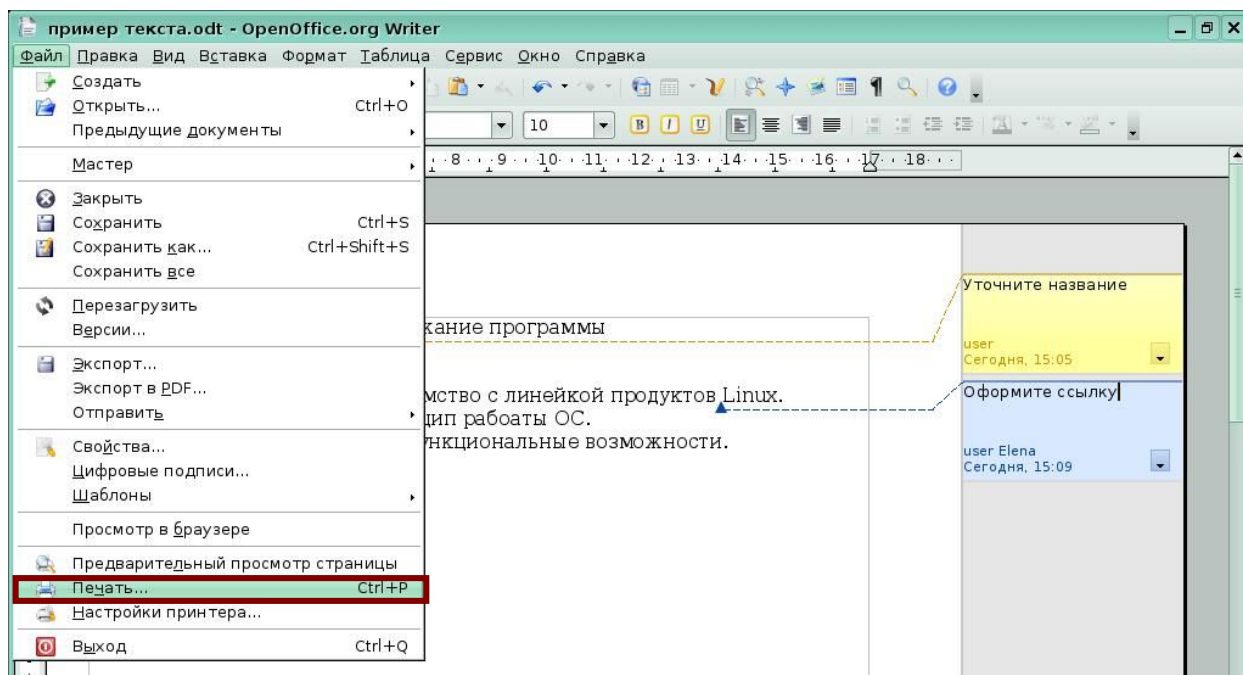 пример текста.odt - OpenOffice.org Writer
Файл Правка Вид Вставка Формат Таблица Сервис Окно Справка
Создать
Открыть... Ctrl+O
Предыдущие документы
10
Мастер
8 9 10 11 12 13 14 15 16 17 18
Закрыть
Сохранить Ctrl+S
Сохранить как... Ctrl+Shift+S
Сохранить все
Перезагрузить
Версии...
Экспорт...
Экспорт в PDF...
Отправить
Свойства...
Цифровые подписи...
Шаблоны
Просмотр в браузере
Предварительный просмотр страницы
Печать... Ctrl+P
Настройки принтера...
Выход Ctrl+Q
жание программы
мство с линейкой продуктов Linux.
цип рабоаты ОС.
нкциональные возможности.
Уточните название
user
Сегодня, 15:05
Оформите ссылку
user Elena
Сегодня, 15:09